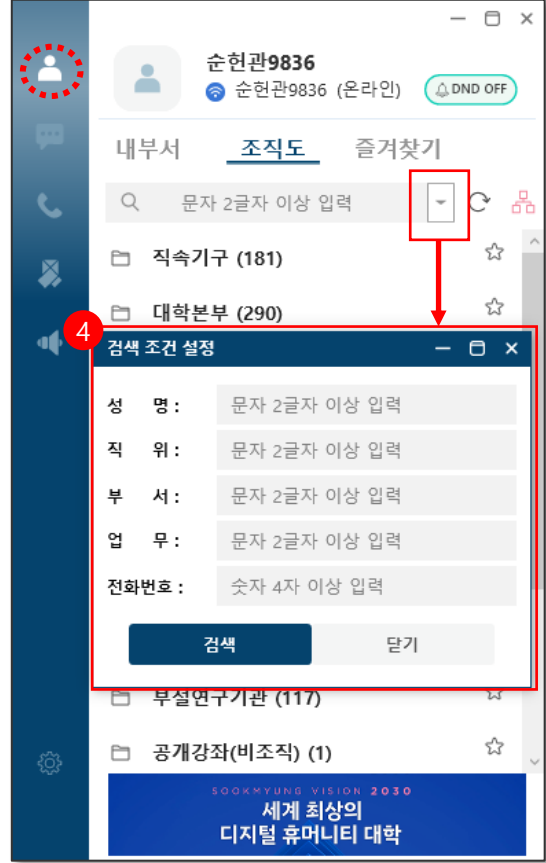 순헌관9836
순헌관9836 (온라인)
DND OFF
내부서 조직도 즐겨찾기
문자 2글자 이상 입력
직속기구 (181)
대학본부 (290)
4
검색 조건 설정
성 명 : 문자 2글자 이상 입력
직 위 : 문자 2글자 이상 입력
부 서 : 문자 2글자 이상 입력
업 무 : 문자 2글자 이상 입력
전화번호 : 숫자 4자 이상 입력
검색 닫기
부설연구기관 (117)
공개강좌(비조직) (1)
SOOKMYUNG VISION 2030
세계 최상의
디지털 휴머니티 대학